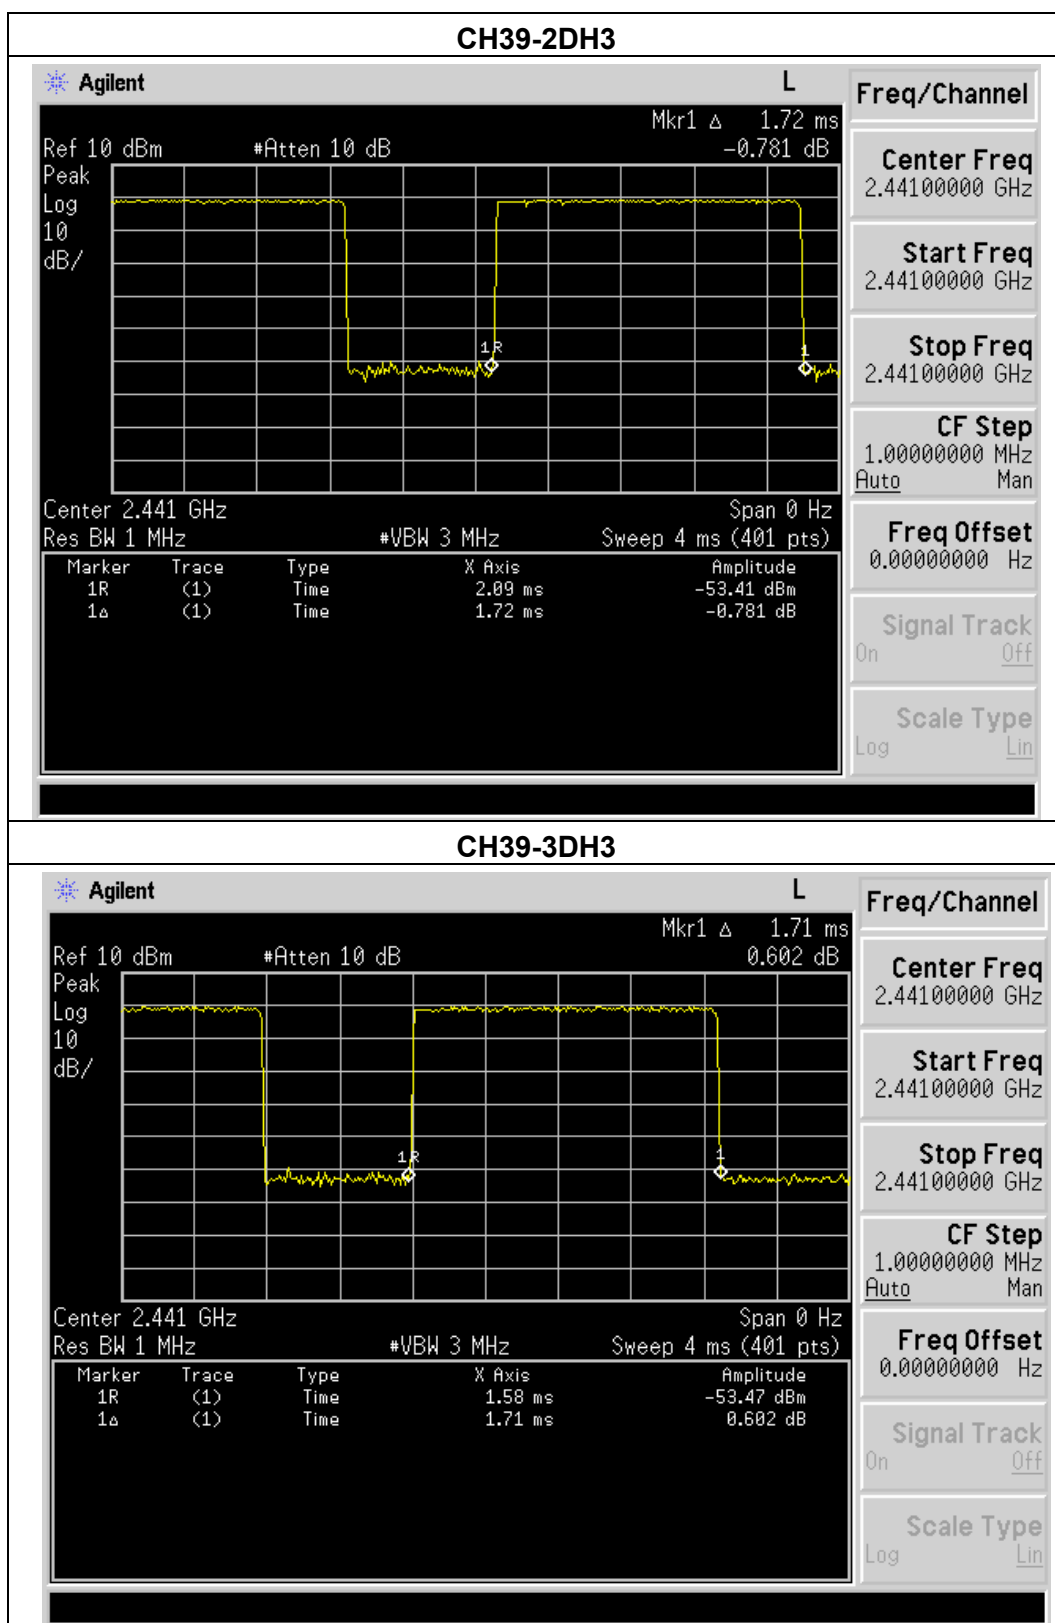 CH39-2DH3
Agilent L
Freq/Channel
Mkr1 Δ 1.72 ms
Ref 10 dBm #Atten 10 dB -0.781 dB
Peak
Log
10
dB/
1R
1
Center 2.441 GHz Span 0 Hz
Res BW 1 MHz #VBW 3 MHz Sweep 4 ms (401 pts)
Marker Trace Type X Axis Amplitude
1R (1) Time 2.09 ms -53.41 dBm
1Δ (1) Time 1.72 ms -0.781 dB
Center Freq
2.44100000 GHz
Start Freq
2.44100000 GHz
Stop Freq
2.44100000 GHz
CF Step
1.00000000 MHz
Auto Man
Freq Offset
0.00000000 Hz
Signal Track
On Off
Scale Type
Log Lin
CH39-3DH3
Agilent L
Freq/Channel
Mkr1 Δ 1.71 ms
Ref 10 dBm #Atten 10 dB 0.602 dB
Peak
Log
10
dB/
1R
1
Center 2.441 GHz Span 0 Hz
Res BW 1 MHz #VBW 3 MHz Sweep 4 ms (401 pts)
Marker Trace Type X Axis Amplitude
1R (1) Time 1.58 ms -53.47 dBm
1Δ (1) Time 1.71 ms 0.602 dB
Center Freq
2.44100000 GHz
Start Freq
2.44100000 GHz
Stop Freq
2.44100000 GHz
CF Step
1.00000000 MHz
Auto Man
Freq Offset
0.00000000 Hz
Signal Track
On Off
Scale Type
Log Lin